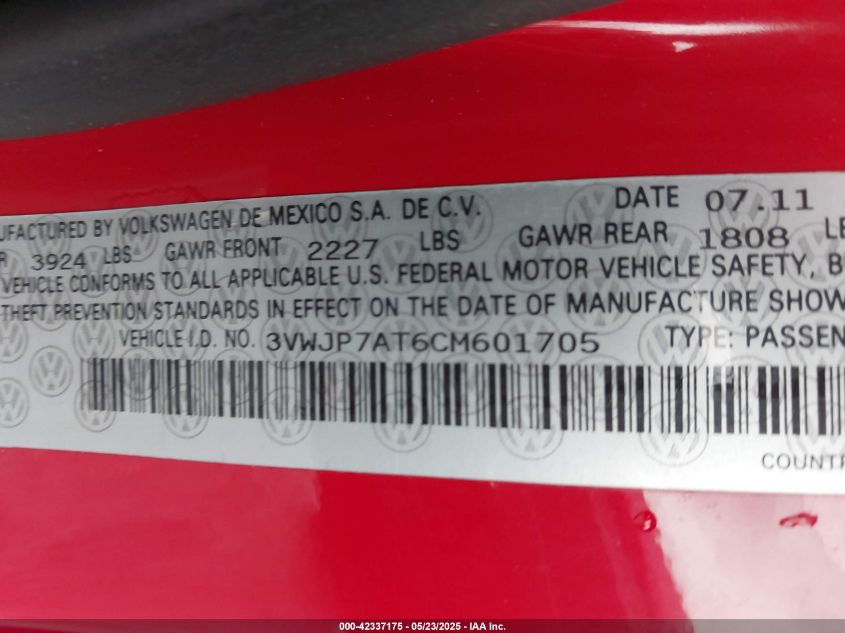 NUFACTURED BY VOLKSWAGEN DE MEXICO S.A. DE C.V. DATE 07.11
R 3924 LBS GAWR FRONT 2227 LBS GAWR REAR 1808 LB
VEHICLE CONFORMS TO ALL APPLICABLE U.S. FEDERAL MOTOR VEHICLE SAFETY, B
THEFT PREVENTION STANDARDS IN EFFECT ON THE DATE OF MANUFACTURE SHOW
VEHICLE I.D. NO. 3VWJP7AT6CM601705 TYPE: PASSEN
COUNTR
000-42337175 - 05/23/2025 - IAA Inc.